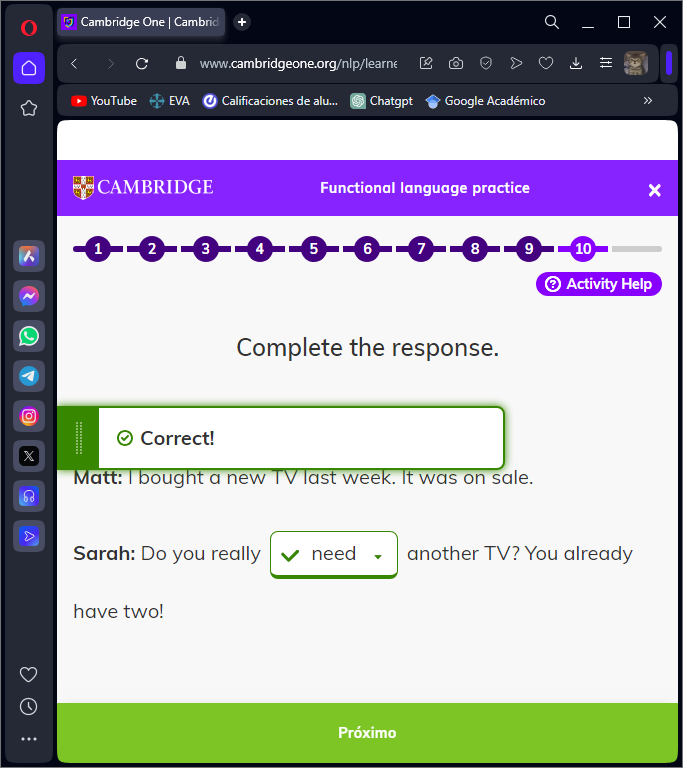 Cambridge One | Cambrid
www.cambridgeone.org/nlp/learne
YouTube EVA Calificaciones de alu... Chatgpt Google Académico »
CAMBRIDGE Functional language practice
1 2 3 4 5 6 7 8 9 10
Activity Help
Complete the response.
Correct!
Matt: I bought a new TV last week. It was on sale.
Sarah: Do you really need another TV? You already
have two!
Próximo